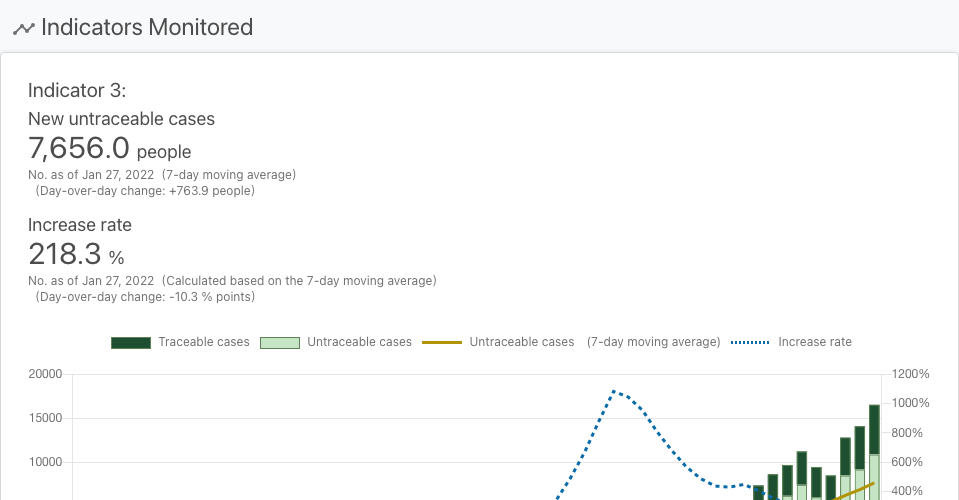 Indicators Monitored
Indicator 3:
New untraceable cases
7,656.0 people
No. as of Jan 27, 2022 (7-day moving average)
(Day-over-day change: +763.9 people)
Increase rate
218.3 %
No. as of Jan 27, 2022 (Calculated based on the 7-day moving average)
(Day-over-day change: -10.3 % points)
Traceable cases Untraceable cases Untraceable cases (7-day moving average) Increase rate
20000 1200%
1000%
15000
800%
10000 600%
400%